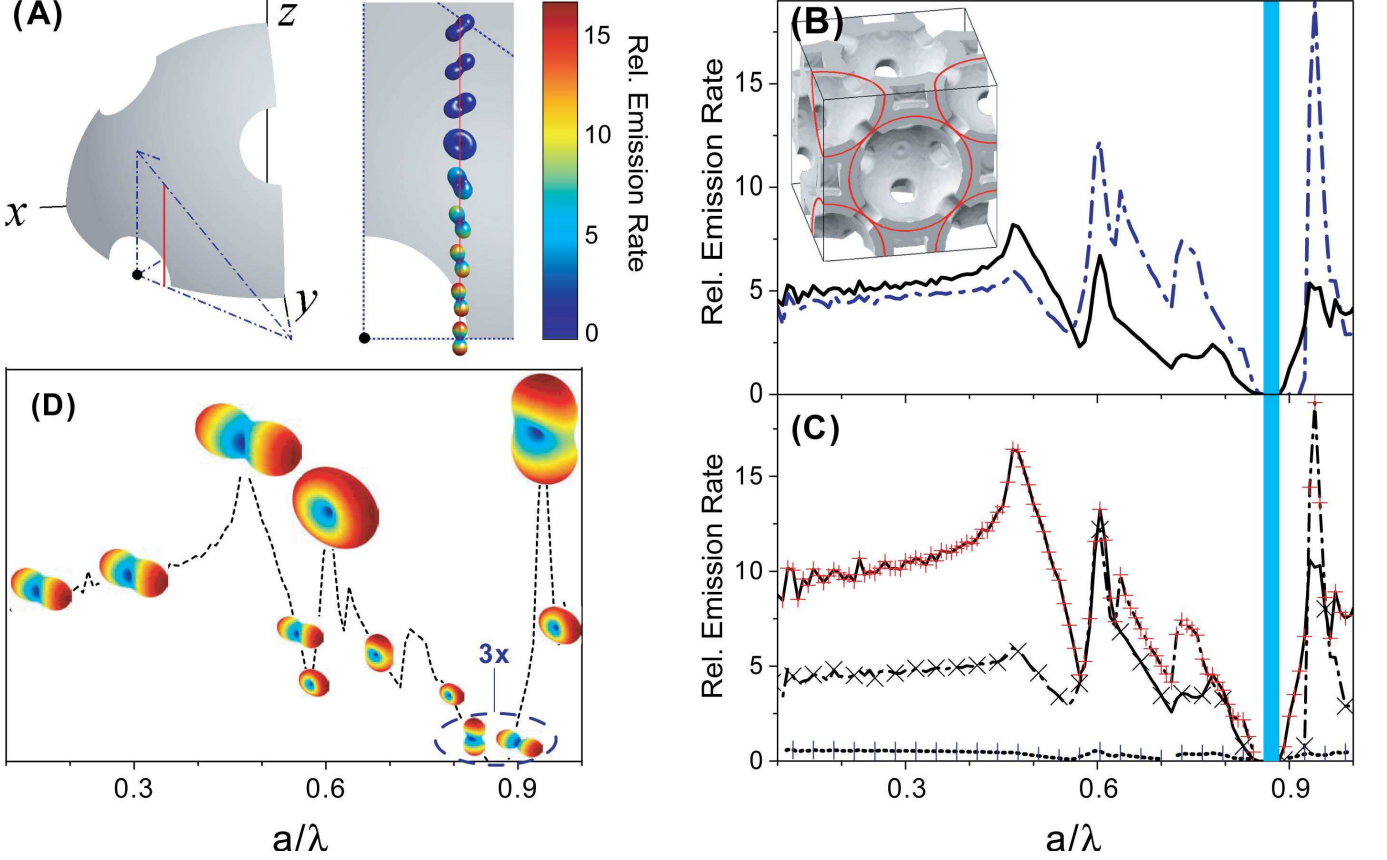 (A)
z
x
y
15
10
5
0
Rel. Emission Rate
(B)
15
10
5
0
Rel. Emission Rate
(D)
3x
0.3
0.6
0.9
a/λ
(C)
15
10
5
0
Rel. Emission Rate
0.3
0.6
0.9
a/λ